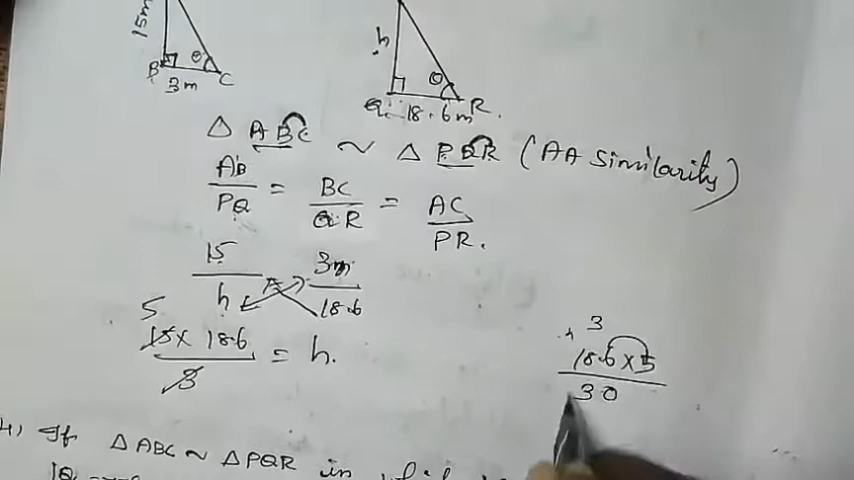 15m
B θ C
3m
h
θ
Q 18.6m R.
△ ABC ~ △ PQR (AA Similarity)
AB/PQ = BC/QR = AC/PR.
15/h = 3m/18.6
5
15 x 18.6 / 3 = h.
4 3
18.6 x 5
30
4) If △ABC ~ △PQR in